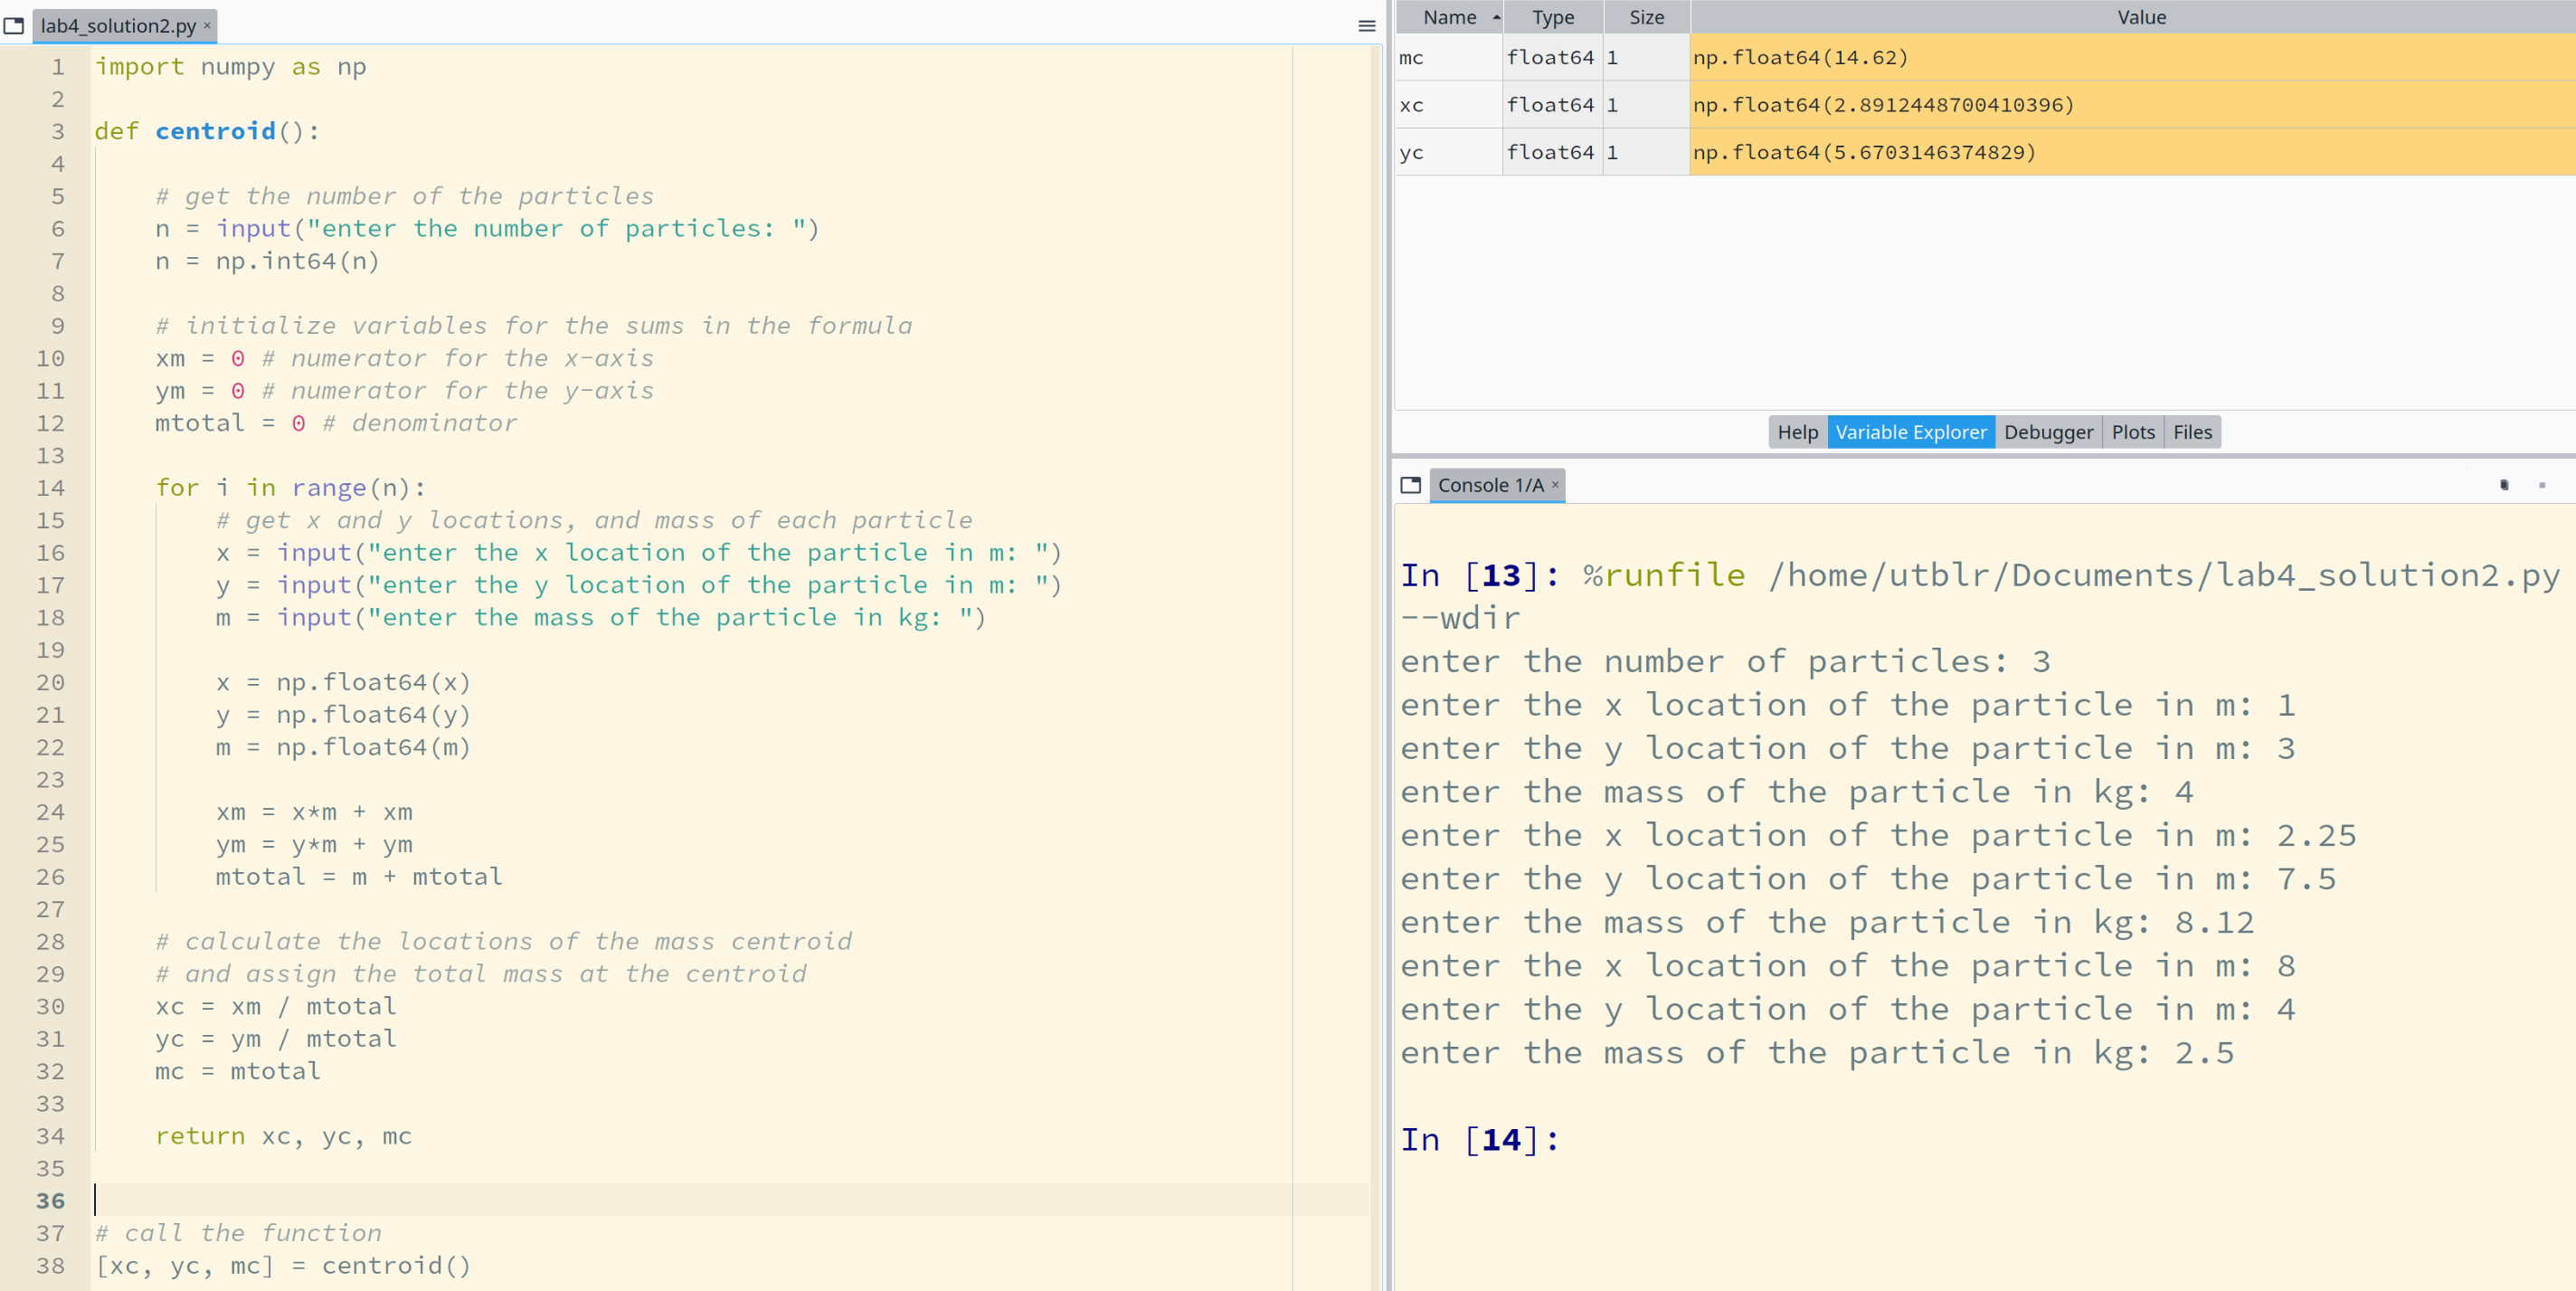 lab4_solution2.py ×
1 import numpy as np
2
3 def centroid():
4
5 # get the number of the particles
6 n = input("enter the number of particles: ")
7 n = np.int64(n)
8
9 # initialize variables for the sums in the formula
10 xm = 0 # numerator for the x-axis
11 ym = 0 # numerator for the y-axis
12 mtotal = 0 # denominator
13
14 for i in range(n):
15 # get x and y locations, and mass of each particle
16 x = input("enter the x location of the particle in m: ")
17 y = input("enter the y location of the particle in m: ")
18 m = input("enter the mass of the particle in kg: ")
19
20 x = np.float64(x)
21 y = np.float64(y)
22 m = np.float64(m)
23
24 xm = x*m + xm
25 ym = y*m + ym
26 mtotal = m + mtotal
27
28 # calculate the locations of the mass centroid
29 # and assign the total mass at the centroid
30 xc = xm / mtotal
31 yc = ym / mtotal
32 mc = mtotal
33
34 return xc, yc, mc
35
36
37 # call the function
38 [xc, yc, mc] = centroid()
Name Type Size Value
mc float64 1 np.float64(14.62)
xc float64 1 np.float64(2.8912448700410396)
yc float64 1 np.float64(5.6703146374829)
Help Variable Explorer Debugger Plots Files
Console 1/A ×
In [13]: %runfile /home/utblr/Documents/lab4_solution2.py
--wdir
enter the number of particles: 3
enter the x location of the particle in m: 1
enter the y location of the particle in m: 3
enter the mass of the particle in kg: 4
enter the x location of the particle in m: 2.25
enter the y location of the particle in m: 7.5
enter the mass of the particle in kg: 8.12
enter the x location of the particle in m: 8
enter the y location of the particle in m: 4
enter the mass of the particle in kg: 2.5
In [14]: